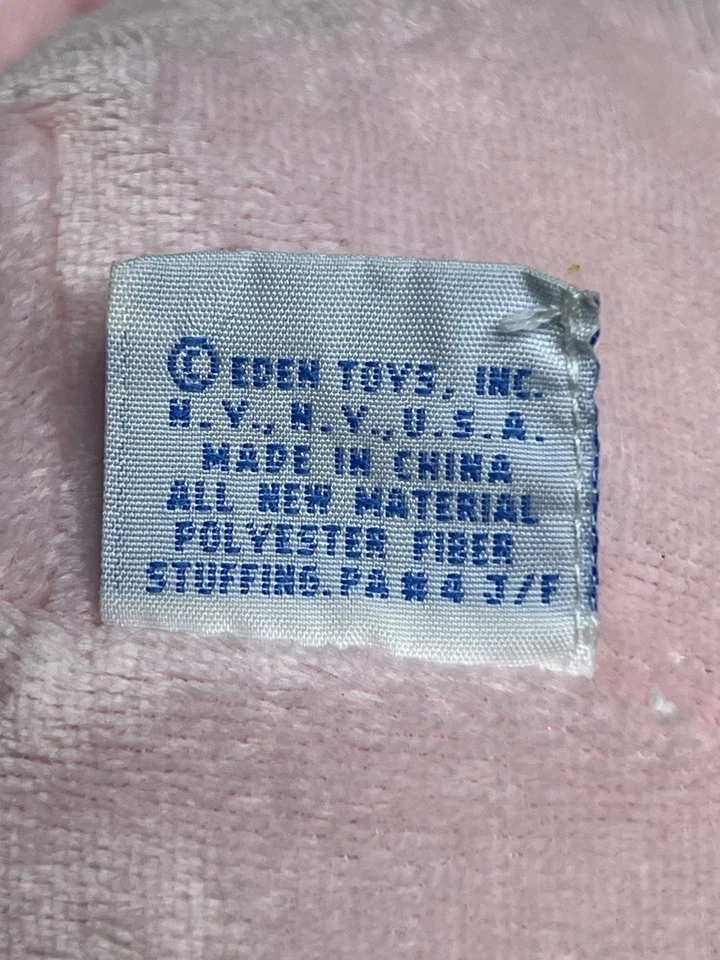 © EDEN TOYS, INC.
N.Y., N.Y., U.S.A.
MADE IN CHINA
ALL NEW MATERIAL
POLYESTER FIBER
STUFFING. PA # 4 J/F